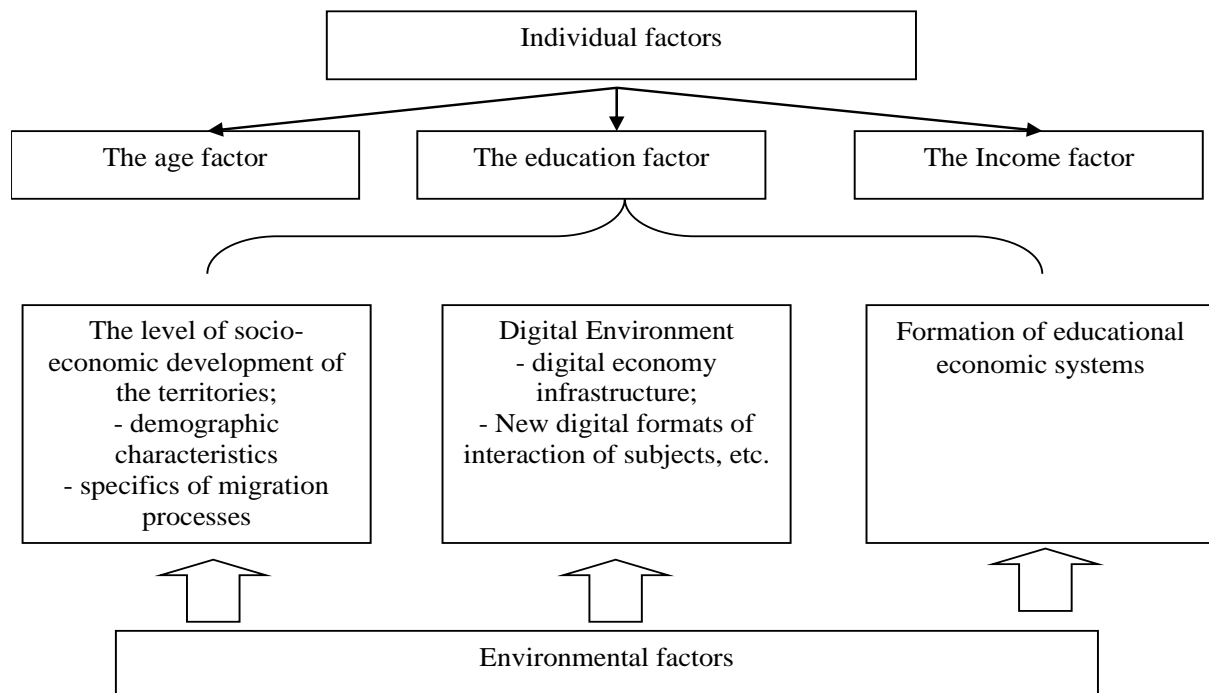 Individual factors
The age factor
The education factor
The Income factor
The level of socio-
economic development of
the territories;
- demographic
characteristics
- specifics of migration
processes
Digital Environment
- digital economy
infrastructure;
- New digital formats of
interaction of subjects, etc.
Formation of educational
economic systems
Environmental factors